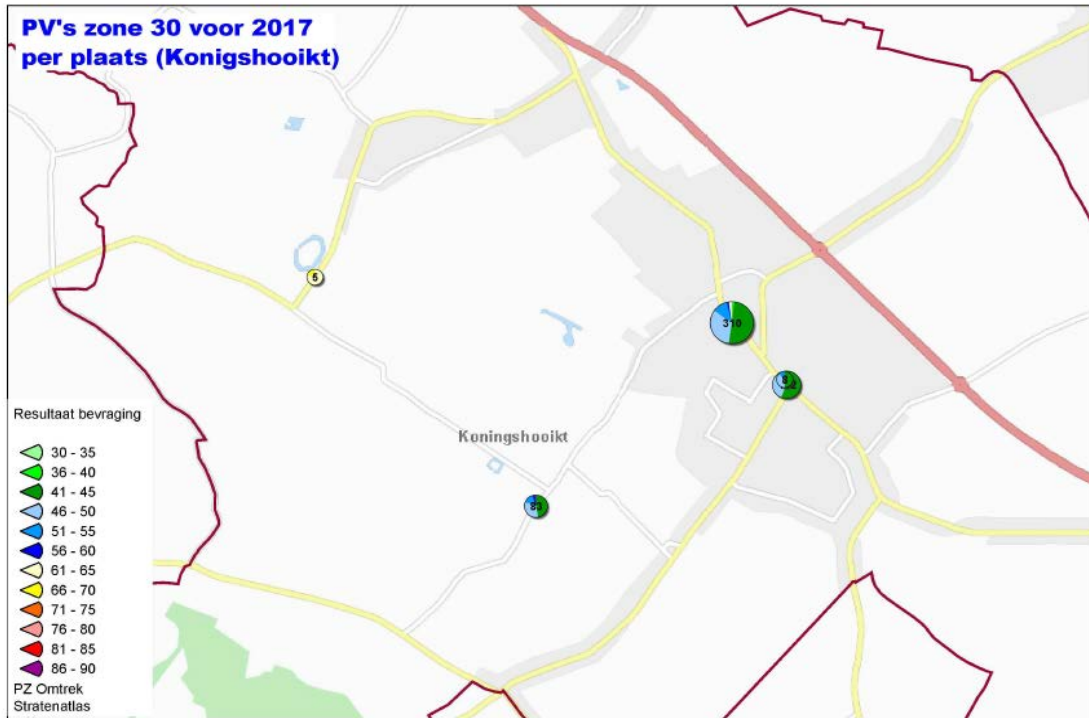 PV's zone 30 voor 2017
per plaats (Konigshooikt)
5
310
8
Koningshooikt
83
Resultaat bevraging
30 - 35
36 - 40
41 - 45
46 - 50
51 - 55
56 - 60
61 - 65
66 - 70
71 - 75
76 - 80
81 - 85
86 - 90
PZ Omtrek
Stratenatlas